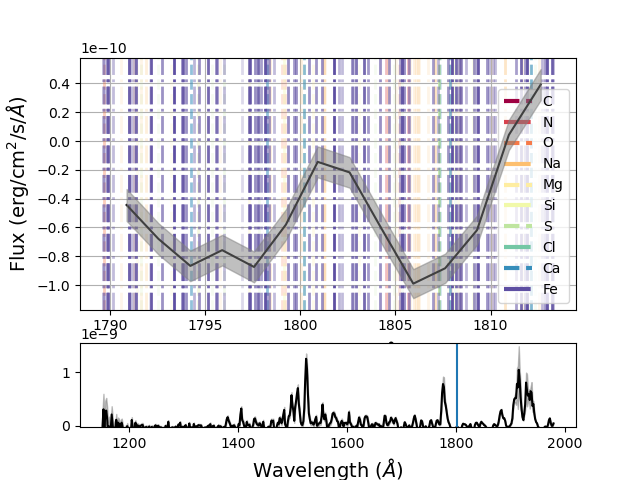 1e−10
Flux (erg/cm²/s/Å)
0.4
0.2
0.0
−0.2
−0.4
−0.6
−0.8
−1.0
C
N
O
Na
Mg
Si
S
Cl
Ca
Fe
1790 1795 1800 1805 1810
1e−9
1
0
1200 1400 1600 1800 2000
Wavelength (Å)